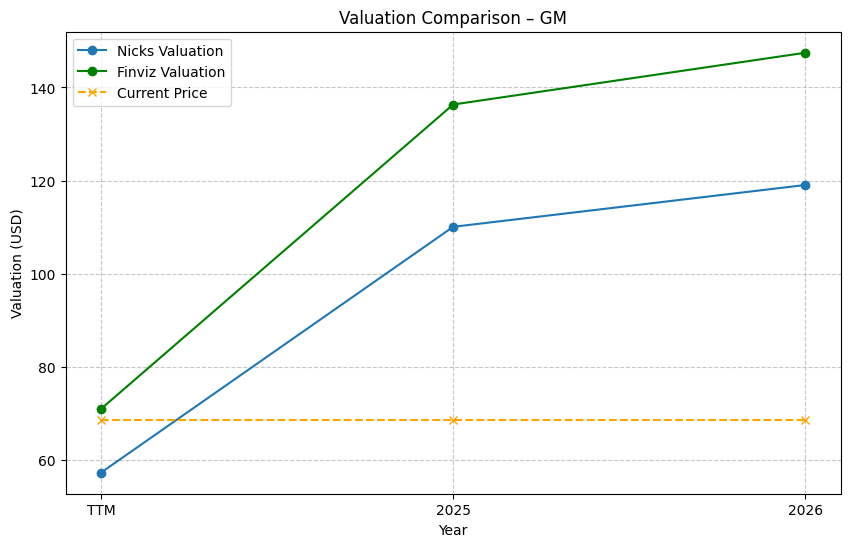 Valuation Comparison – GM
Nicks Valuation
Finviz Valuation
Current Price
Valuation (USD)
140
120
100
80
60
TTM
2025
2026
Year